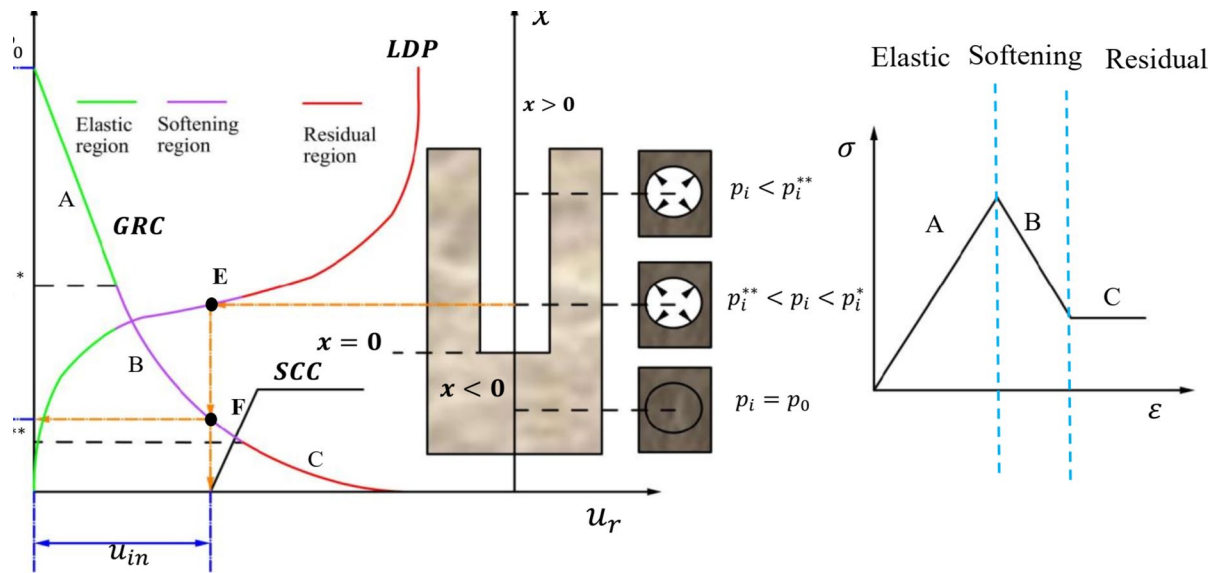 x
0
LDP
x > 0
Elastic
region
Softening
region
Residual
region
A
GRC
*
E
B
x = 0
SCC
x < 0
F
**
C
u_r
u_in
p_i < p_i^**
p_i^** < p_i < p_i^*
p_i = p_0
Elastic Softening Residual
σ
A
B
C
ε